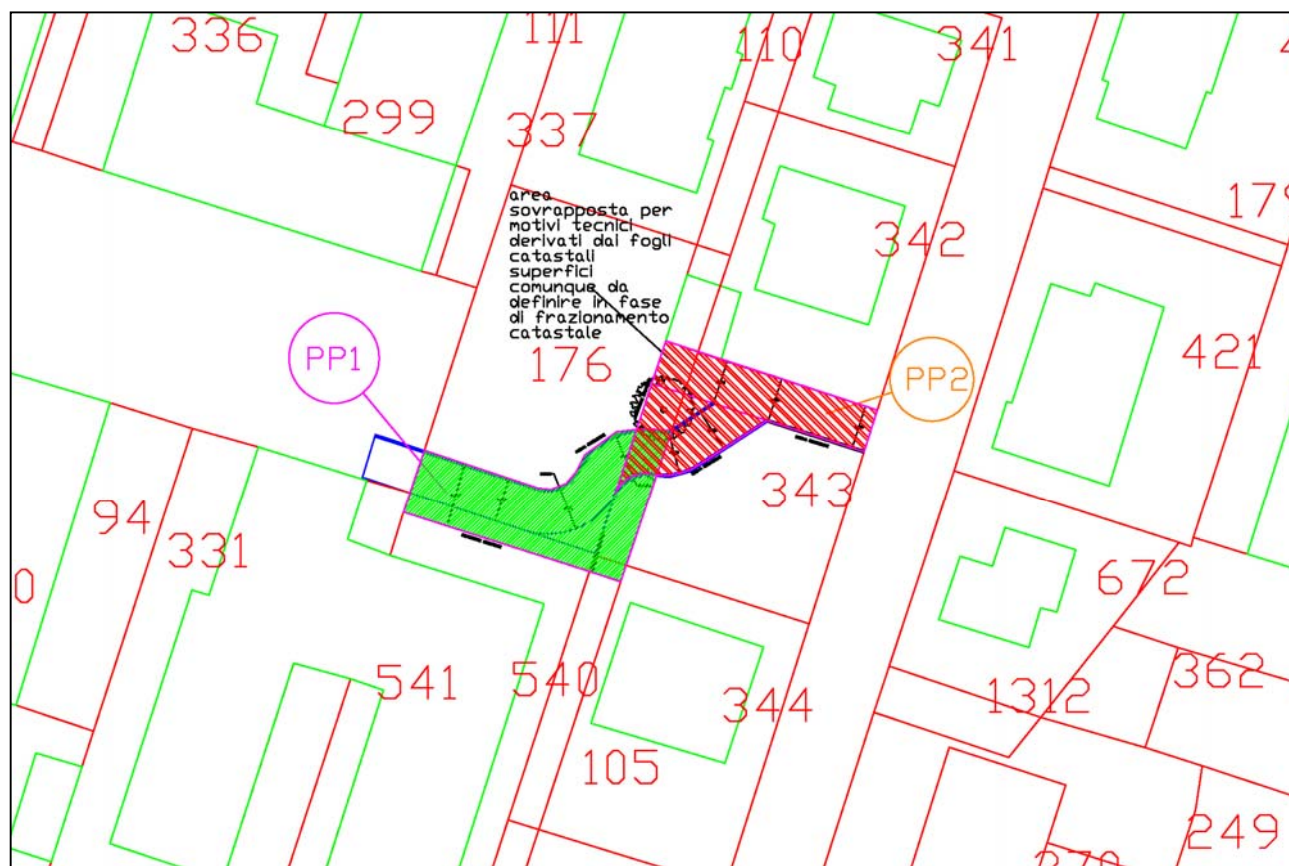 336
111
110
341
299
337
area
sovrapposta per
motivi tecnici
derivati dai fogli
catastali
superfici
comunque da
definire in fase
di frazionamento
catastale
342
PP1
176
PP2
421
343
94
331
0
672
541
540
344
1312
362
105
249